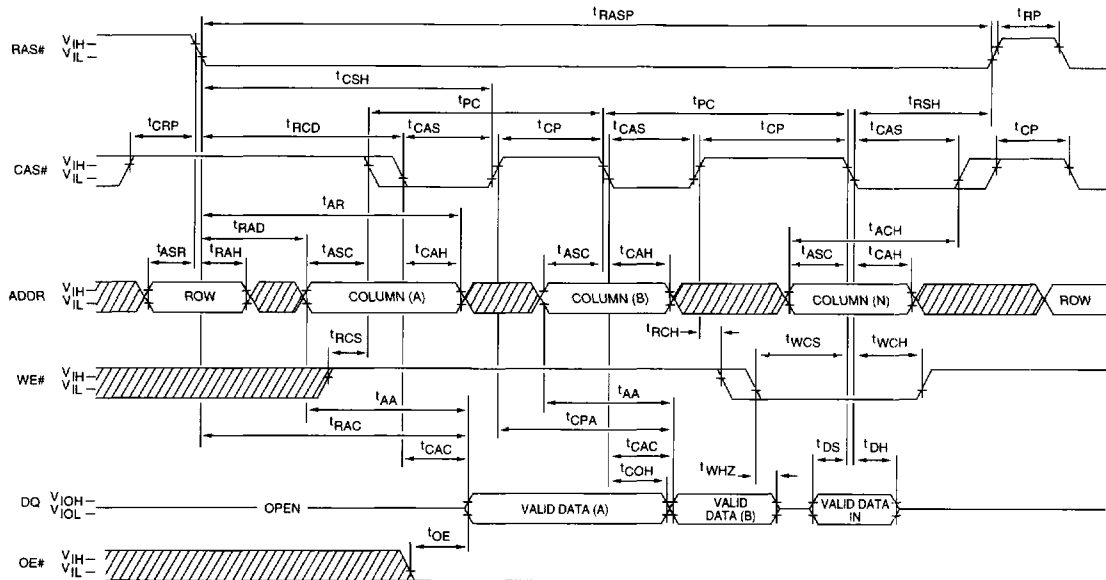 tRASP
tRP
RAS#
VIH
VIL
tCSH
tPC
tPC
tRSH
tCRP
tRCD
tCAS
tCP
tCAS
tCP
tCAS
tCP
CAS#
VIH
VIL
tAR
tACH
tRAD
tASR
tRAH
tASC
tCAH
tASC
tCAH
tASC
tCAH
ADDR
VIH
VIL
ROW
COLUMN (A)
COLUMN (B)
COLUMN (N)
ROW
tRCS
tRCH
tWCS
tWCH
WE#
VIH
VIL
tAA
tAA
tRAC
tCPA
tCAC
tCAC
tCOH
tWHZ
tDS
tDH
DQ
VIOH
VIOL
OPEN
VALID DATA (A)
VALID
DATA (B)
VALID DATA
IN
tOE
OE#
VIH
VIL